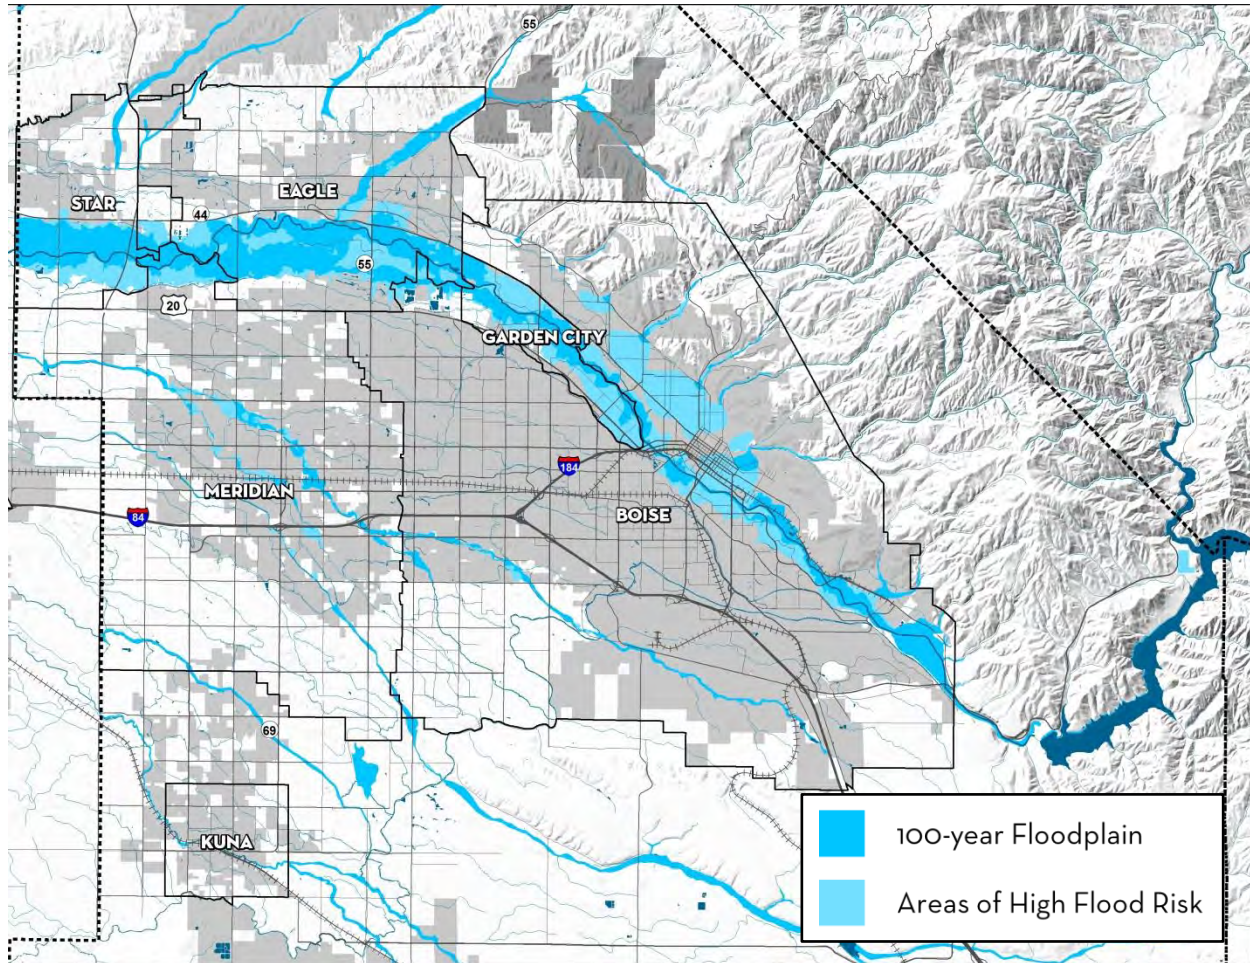 55
STAR
EAGLE
44
55
20
GARDEN CITY
184
MERIDIAN
84
BOISE
69
KUNA
100-year Floodplain
Areas of High Flood Risk